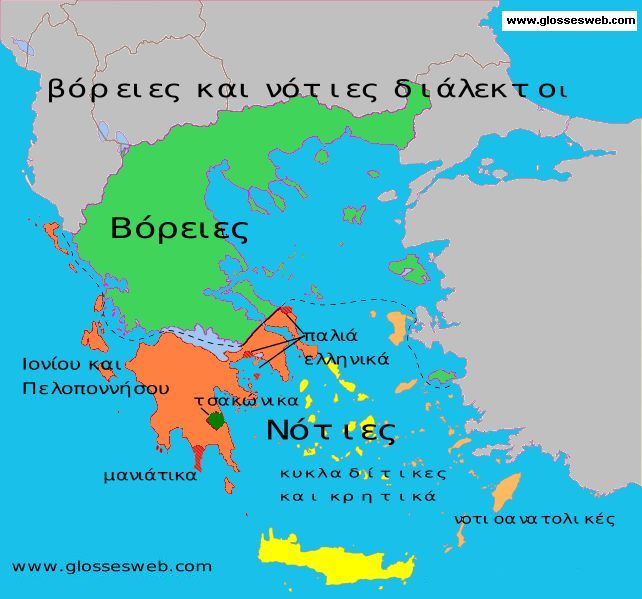 www.glossesweb.com
βόρειες και νότιες διάλεκτοι
Βόρειες
παλιά
ελληνικά
Ιονίου και
Πελοποννήσου
τσακώνικα
Νότιες
μανιάτικα
κυκλαδίτικες
και κρητικά
νοτιοανατολικές
www.glossesweb.com